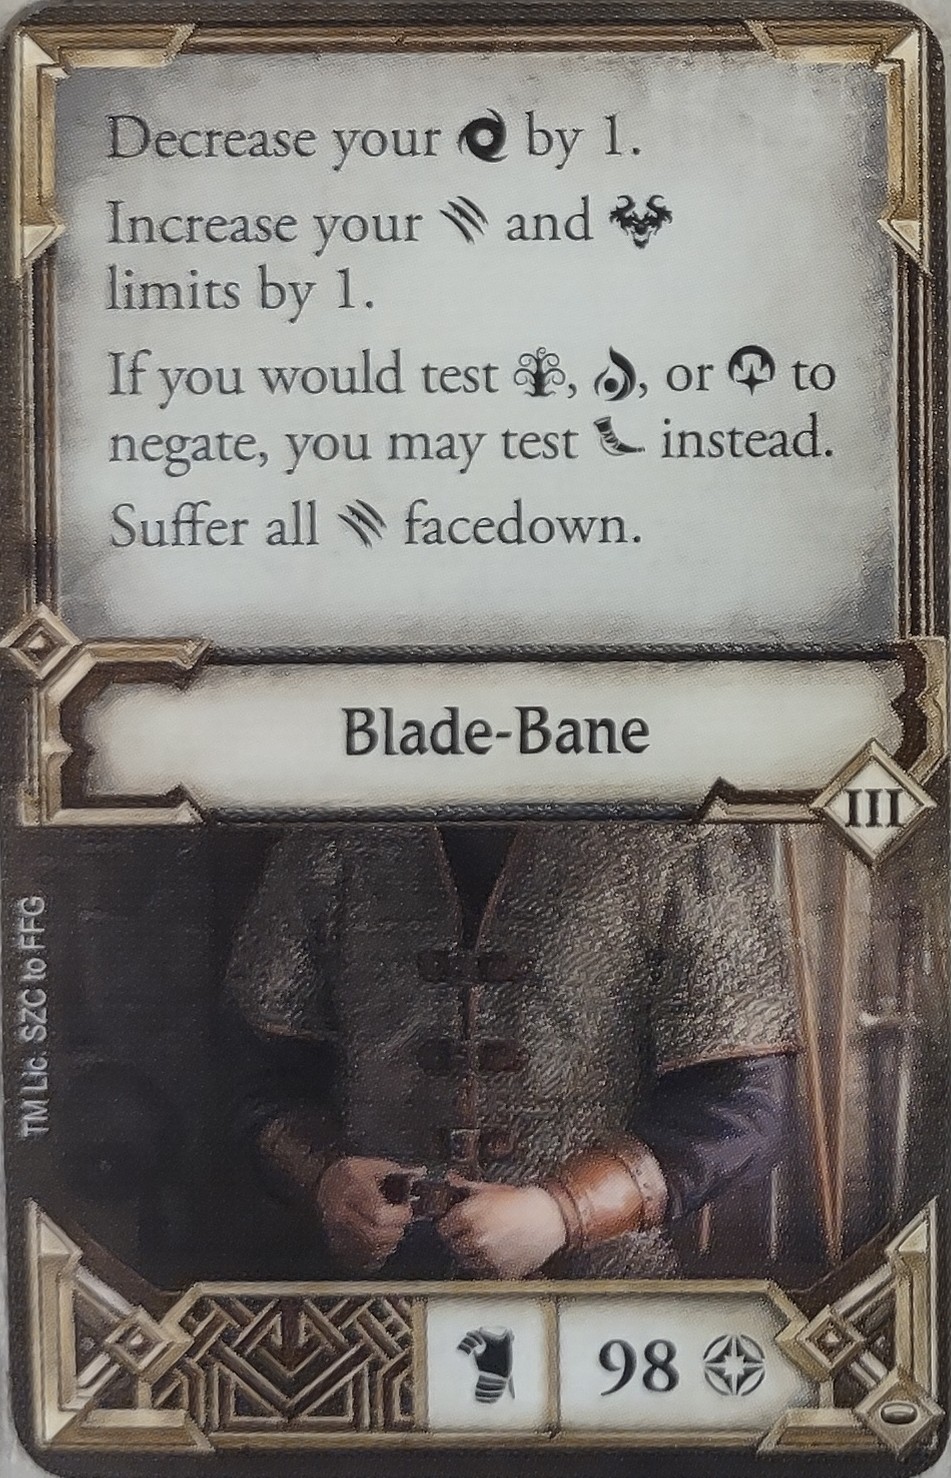 Decrease your by 1.
Increase your and
limits by 1.
If you would test , , or to
negate, you may test instead.
Suffer all facedown.
Blade-Bane
III
TM Lic. SZC to FFG
98